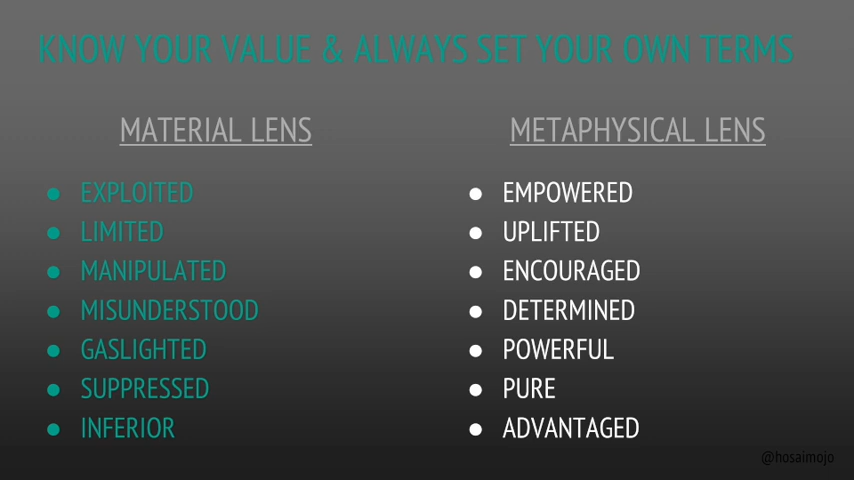 KNOW YOUR VALUE & ALWAYS SET YOUR OWN TERMS
MATERIAL LENS
● EXPLOITED
● LIMITED
● MANIPULATED
● MISUNDERSTOOD
● GASLIGHTED
● SUPPRESSED
● INFERIOR
METAPHYSICAL LENS
● EMPOWERED
● UPLIFTED
● ENCOURAGED
● DETERMINED
● POWERFUL
● PURE
● ADVANTAGED
@hosaimojo